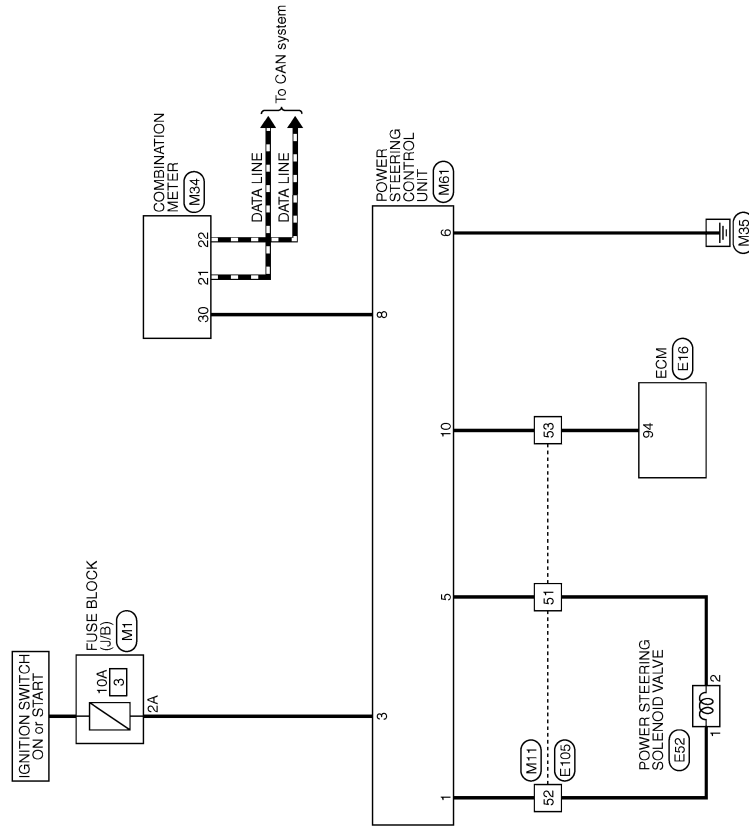 IGNITION SWITCH
ON or START
FUSE BLOCK
(J/B)
M1
10A
3
2A
COMBINATION
METER
M34
30
21
22
DATA LINE
DATA LINE
To CAN system
POWER
STEERING
CONTROL
UNIT
M61
3
8
1
5
10
6
M11
E105
52
51
53
POWER STEERING
SOLENOID VALVE
E52
1
2
ECM
E16
94
M35